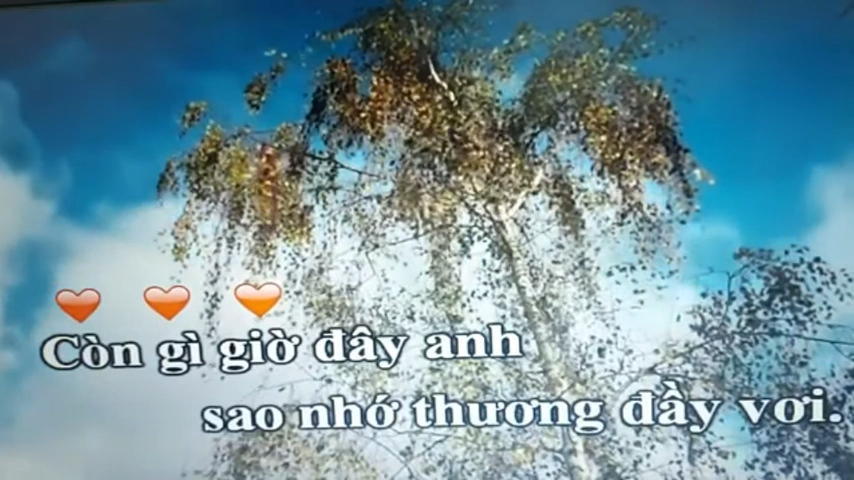 Còn gì giờ đây anh
sao nhớ thương đầy vơi.